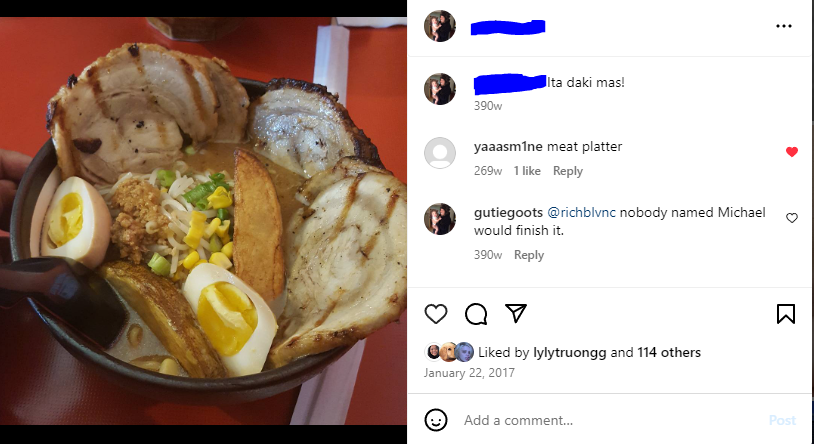 Ita daki mas!
390w
yaaasm1ne meat platter
269w 1 like Reply
gutiegoots @richblvnc nobody named Michael
would finish it.
390w Reply
Liked by lylytruongg and 114 others
January 22, 2017
Add a comment... Post